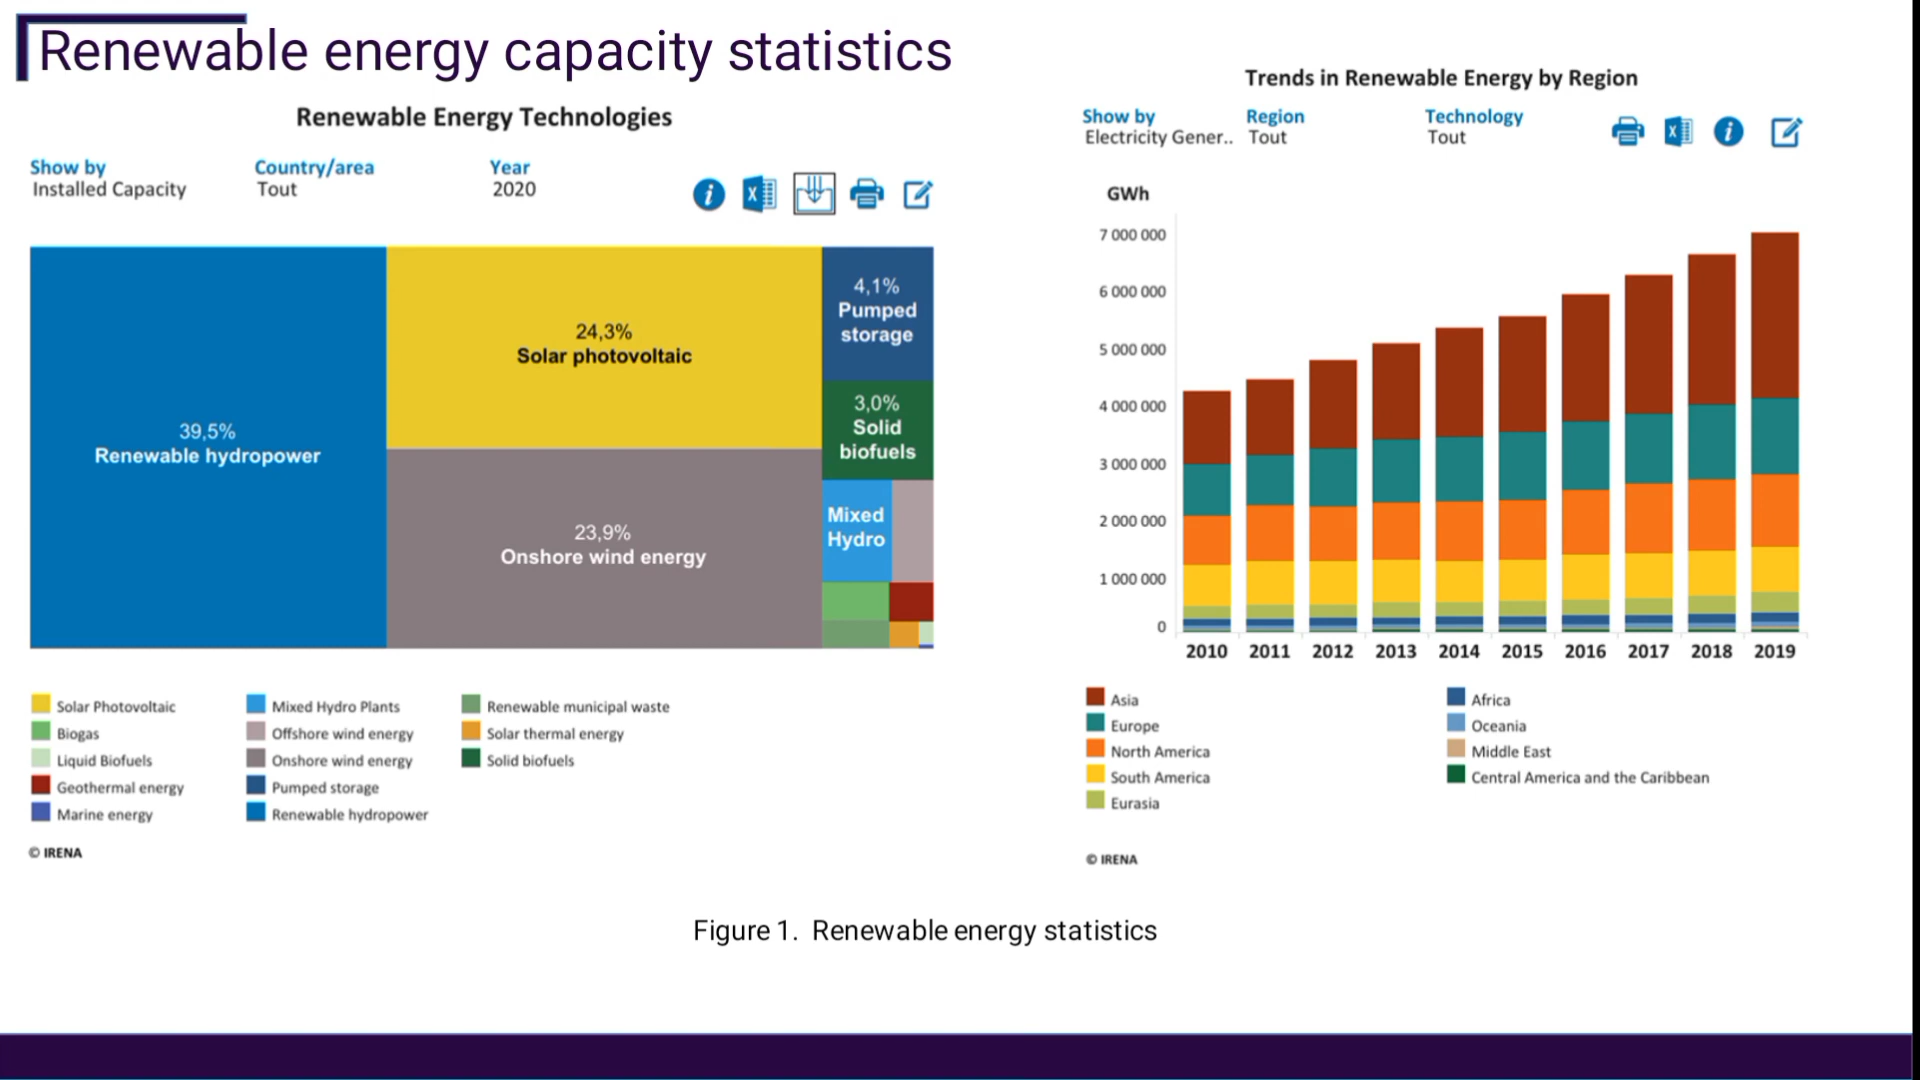 Renewable energy capacity statistics
Renewable Energy Technologies
Show by
Installed Capacity
Country/area
Tout
Year
2020
39,5%
Renewable hydropower
24,3%
Solar photovoltaic
23,9%
Onshore wind energy
4,1%
Pumped
storage
3,0%
Solid
biofuels
Mixed
Hydro
Solar Photovoltaic
Biogas
Liquid Biofuels
Geothermal energy
Marine energy
Mixed Hydro Plants
Offshore wind energy
Onshore wind energy
Pumped storage
Renewable hydropower
Renewable municipal waste
Solar thermal energy
Solid biofuels
© IRENA
Trends in Renewable Energy by Region
Show by
Electricity Gener..
Region
Tout
Technology
Tout
GWh
7 000 000
6 000 000
5 000 000
4 000 000
3 000 000
2 000 000
1 000 000
0
2010 2011 2012 2013 2014 2015 2016 2017 2018 2019
Asia
Europe
North America
South America
Eurasia
Africa
Oceania
Middle East
Central America and the Caribbean
© IRENA
Figure 1. Renewable energy statistics